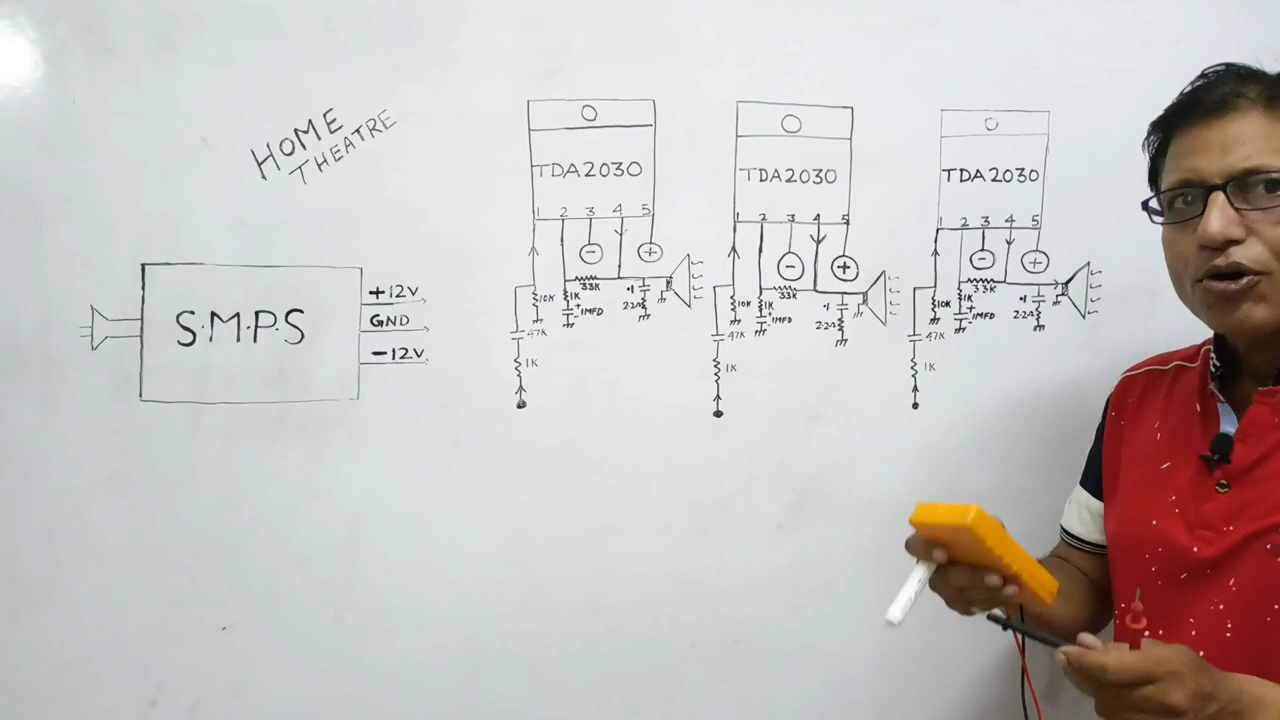 HOME
THEATRE
S.M.P.S
+12V
GND
-12V
TDA2030
1 2 3 4 5
- +
33K
10K 1K + 1MFD - .1 22Ω
47K
1K
TDA2030
1 2 3 4 5
- +
33K
10K 1K + 1MFD - .1 2.2Ω
47K
1K
TDA2030
1 2 3 4 5
- +
33K
10K 1K + 1MFD - .1 2.2Ω
47K
1K